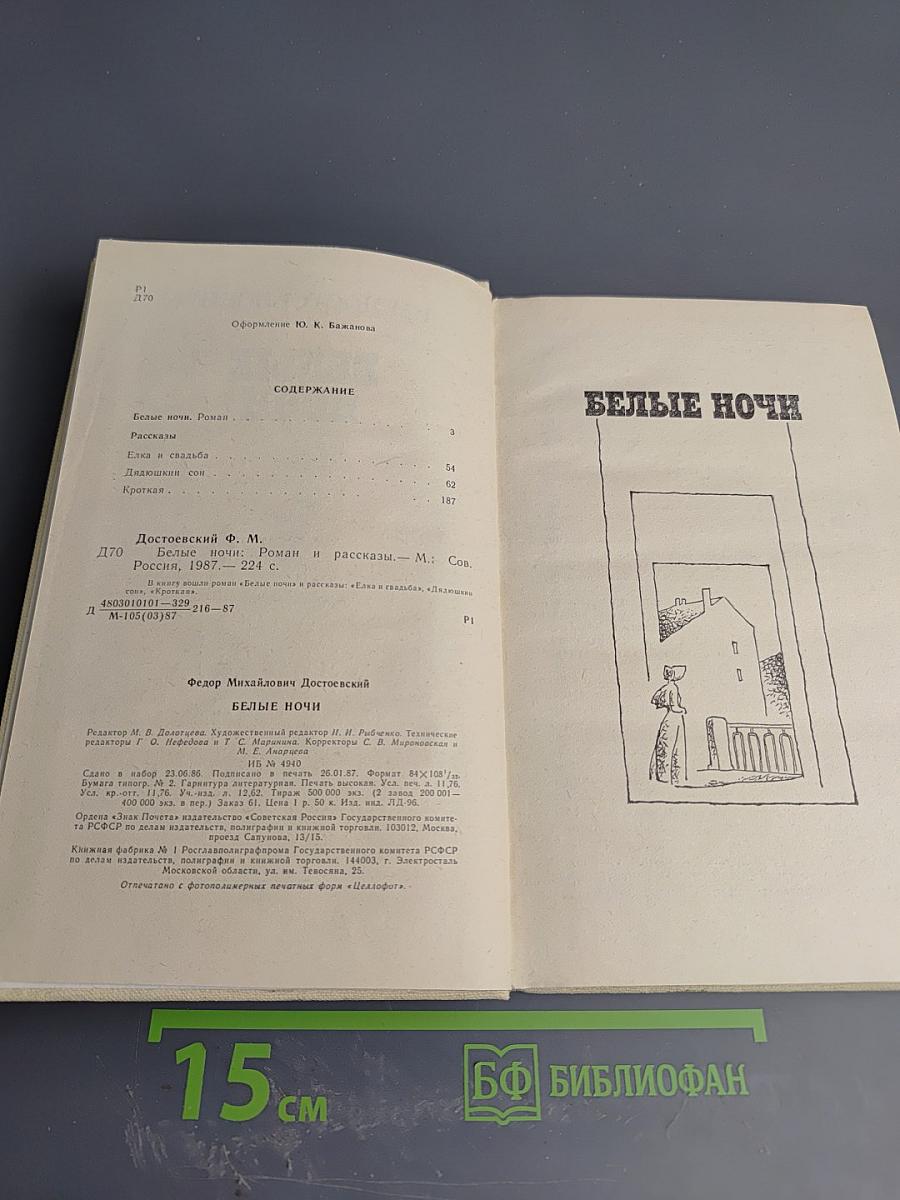 Р1
Д70
Оформление Ю. К. Бажанова
СОДЕРЖАНИЕ
Белые ночи. Роман . . . . . . . . . . 3
Рассказы
Елка и свадьба . . . . . . . . . . 54
Дядюшкин сон . . . . . . . . . . 62
Кроткая . . . . . . . . . . 187
Достоевский Ф. М.
Д70 Белые ночи: Роман и рассказы.— М.: Сов.
Россия, 1987.— 224 с.
В книгу вошли роман «Белые ночи» и рассказы: «Елка и свадьба», «Дядюшкин
сон», «Кроткая».
Д 4803010101—329
М-105(03)87 216—87
Р1
Федор Михайлович Достоевский
БЕЛЫЕ НОЧИ
Редактор М. В. Долотцева. Художественный редактор И. И. Рыбченко. Технические
редакторы Г. О. Нефедова и Т. С. Маринина. Корректоры С. В. Мироновская и
М. Е. Анарцева
ИБ № 4940
Сдано в набор 23.06.86. Подписано в печать 26.01.87. Формат 84×108¹/₃₂.
Бумага типогр. № 2. Гарнитура литературная. Печать высокая. Усл. печ. л. 11,76.
Усл. кр.-отт. 11,76. Уч.-изд. л. 12,62. Тираж 500 000 экз. (2 завод 200 001—
400 000 экз. в пер.) Заказ 61. Цена 1 р. 50 к. Изд. инд. ЛД-96.
Ордена «Знак Почета» издательство «Советская Россия» Государственного комите-
та РСФСР по делам издательств, полиграфии и книжной торговли. 103012, Москва,
проезд Сапунова, 13/15.
Книжная фабрика № 1 Росглавполиграфпрома Государственного комитета РСФСР
по делам издательств, полиграфии и книжной торговли. 144003, г. Электросталь
Московской области, ул. им. Тевосяна, 25.
Отпечатано с фотополимерных печатных форм «Целлофот».
БЕЛЫЕ НОЧИ
15 см
БФ БИБЛИОФАН